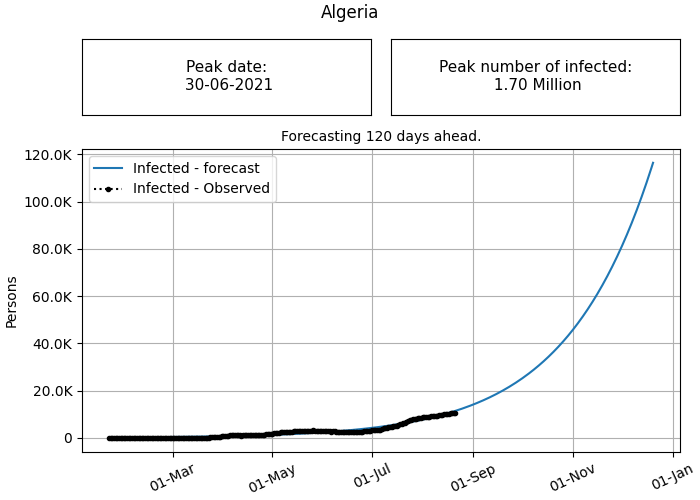 Algeria
Peak date:
30-06-2021
Peak number of infected:
1.70 Million
Forecasting 120 days ahead.
Infected - forecast
Infected - Observed
120.0K
100.0K
80.0K
60.0K
40.0K
20.0K
0
Persons
01-Mar
01-May
01-Jul
01-Sep
01-Nov
01-Jan